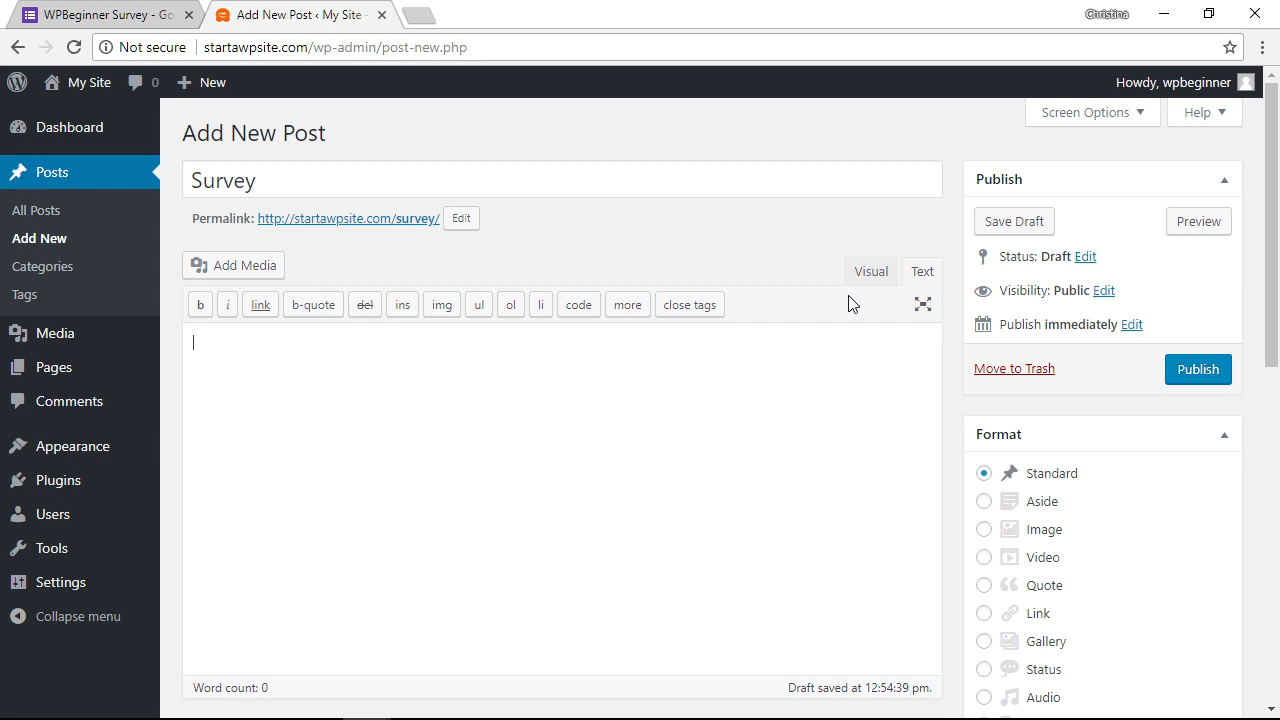 WPBeginner Survey - Go
Add New Post ‹ My Site -
Christina
Not secure
startawpsite.com/wp-admin/post-new.php
My Site
0
New
Howdy, wpbeginner
Dashboard
Posts
All Posts
Add New
Categories
Tags
Media
Pages
Comments
Appearance
Plugins
Users
Tools
Settings
Collapse menu
Screen Options
Help
Add New Post
Survey
Permalink: http://startawpsite.com/survey/ Edit
Add Media
Visual
Text
b
i
link
b-quote
del
ins
img
ul
ol
li
code
more
close tags
Word count: 0
Draft saved at 12:54:39 pm.
Publish
Save Draft
Preview
Status: Draft Edit
Visibility: Public Edit
Publish immediately Edit
Move to Trash
Publish
Format
Standard
Aside
Image
Video
Quote
Link
Gallery
Status
Audio